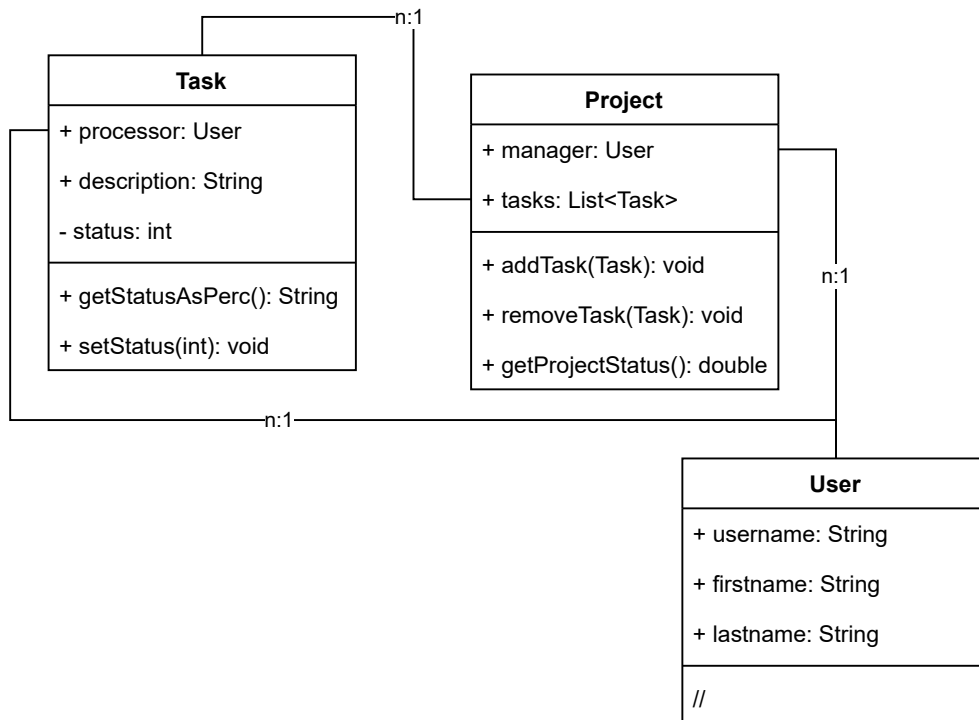 n:1
Task
+ processor: User
+ description: String
- status: int
+ getStatusAsPerc(): String
+ setStatus(int): void
Project
+ manager: User
+ tasks: List<Task>
+ addTask(Task): void
+ removeTask(Task): void
+ getProjectStatus(): double
n:1
n:1
User
+ username: String
+ firstname: String
+ lastname: String
//